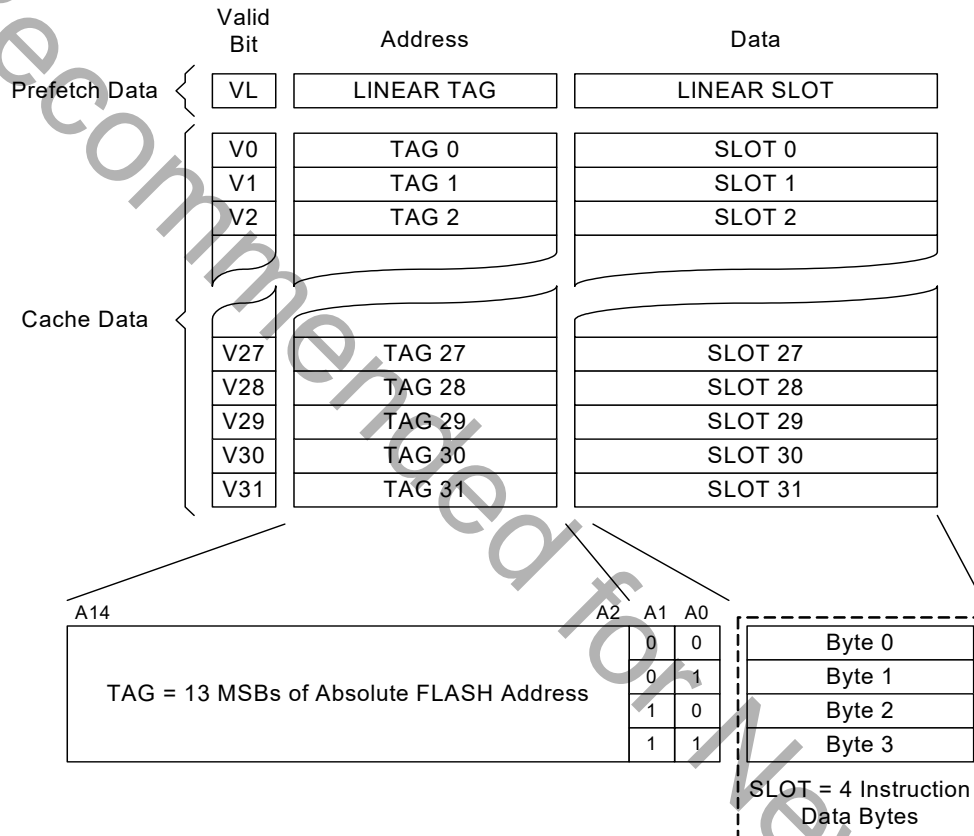 Valid
Bit
Address
Data
Prefetch Data
VL
LINEAR TAG
LINEAR SLOT
Cache Data
V0
TAG 0
SLOT 0
V1
TAG 1
SLOT 1
V2
TAG 2
SLOT 2
V27
TAG 27
SLOT 27
V28
TAG 28
SLOT 28
V29
TAG 29
SLOT 29
V30
TAG 30
SLOT 30
V31
TAG 31
SLOT 31
A14
A2
A1
A0
TAG = 13 MSBs of Absolute FLASH Address
0
0
Byte 0
0
1
Byte 1
1
0
Byte 2
1
1
Byte 3
SLOT = 4 Instruction
Data Bytes
ecommended for Ne